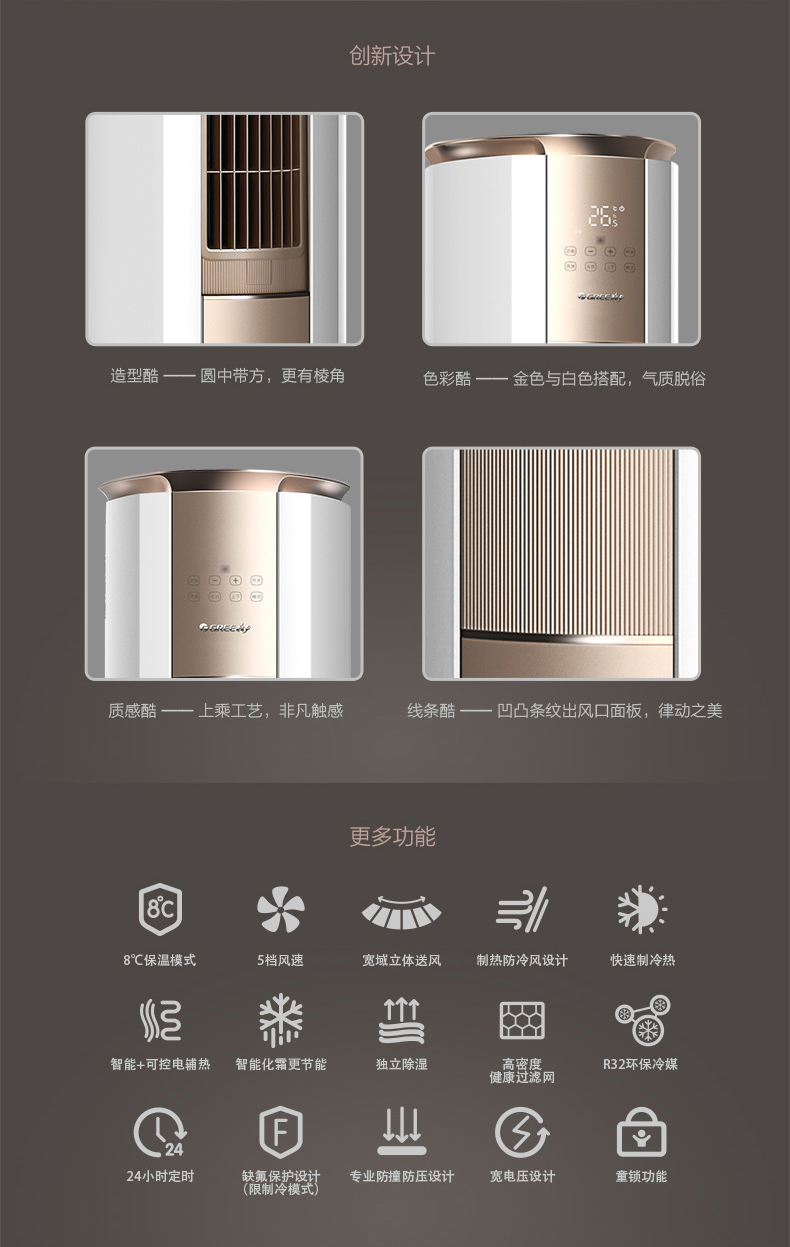 创新设计
26
GREE
造型酷 —— 圆中带方，更有棱角
色彩酷 —— 金色与白色搭配，气质脱俗
GREE
质感酷 —— 上乘工艺，非凡触感
线条酷 —— 凹凸条纹出风口面板，律动之美
更多功能
8℃
8℃保温模式
5档风速
宽域立体送风
制热防冷风设计
快速制冷热
智能+可控电辅热
智能化霜更节能
独立除湿
高密度
健康过滤网
R32环保冷媒
24
F
24小时定时
缺氟保护设计
（限制冷模式）
专业防撞防压设计
宽电压设计
童锁功能